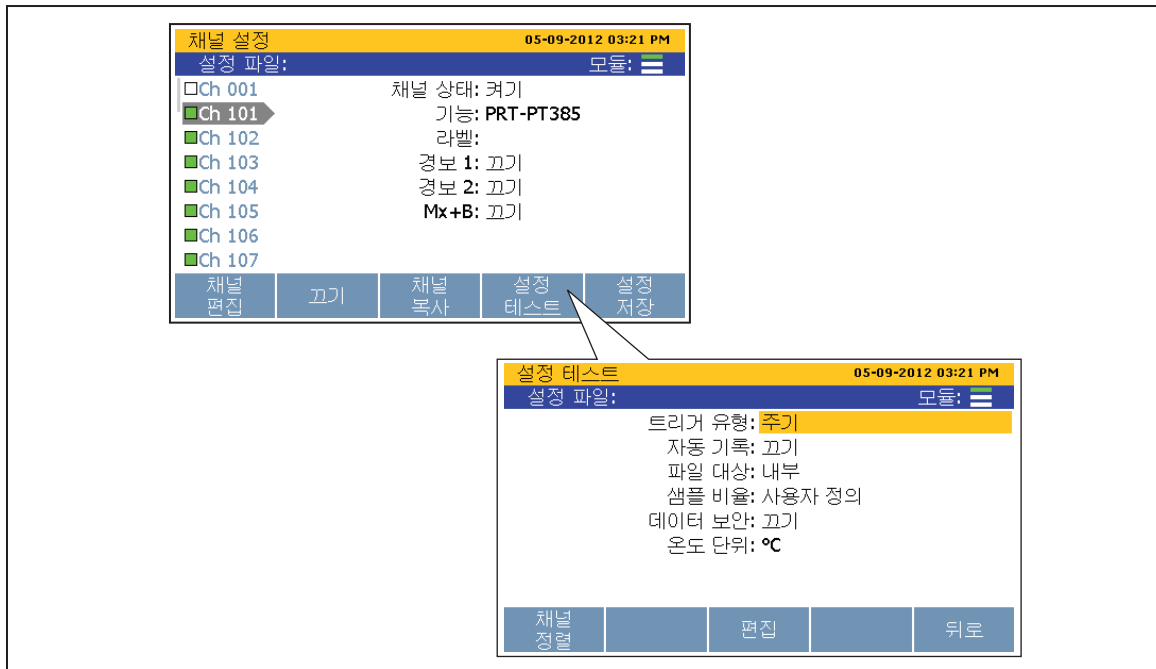 채널 설정 05-09-2012 03:21 PM
설정 파일: 모듈:
Ch 001 채널 상태: 켜기
Ch 101 기능: PRT-PT385
Ch 102 라벨:
Ch 103 경보 1: 끄기
Ch 104 경보 2: 끄기
Ch 105 Mx+B: 끄기
Ch 106
Ch 107
채널 편집 끄기 채널 복사 설정 테스트 설정 저장
설정 테스트 05-09-2012 03:21 PM
설정 파일: 모듈:
트리거 유형: 주기
자동 기록: 끄기
파일 대상: 내부
샘플 비율: 사용자 정의
데이터 보안: 끄기
온도 단위: °C
채널 정렬 편집 뒤로